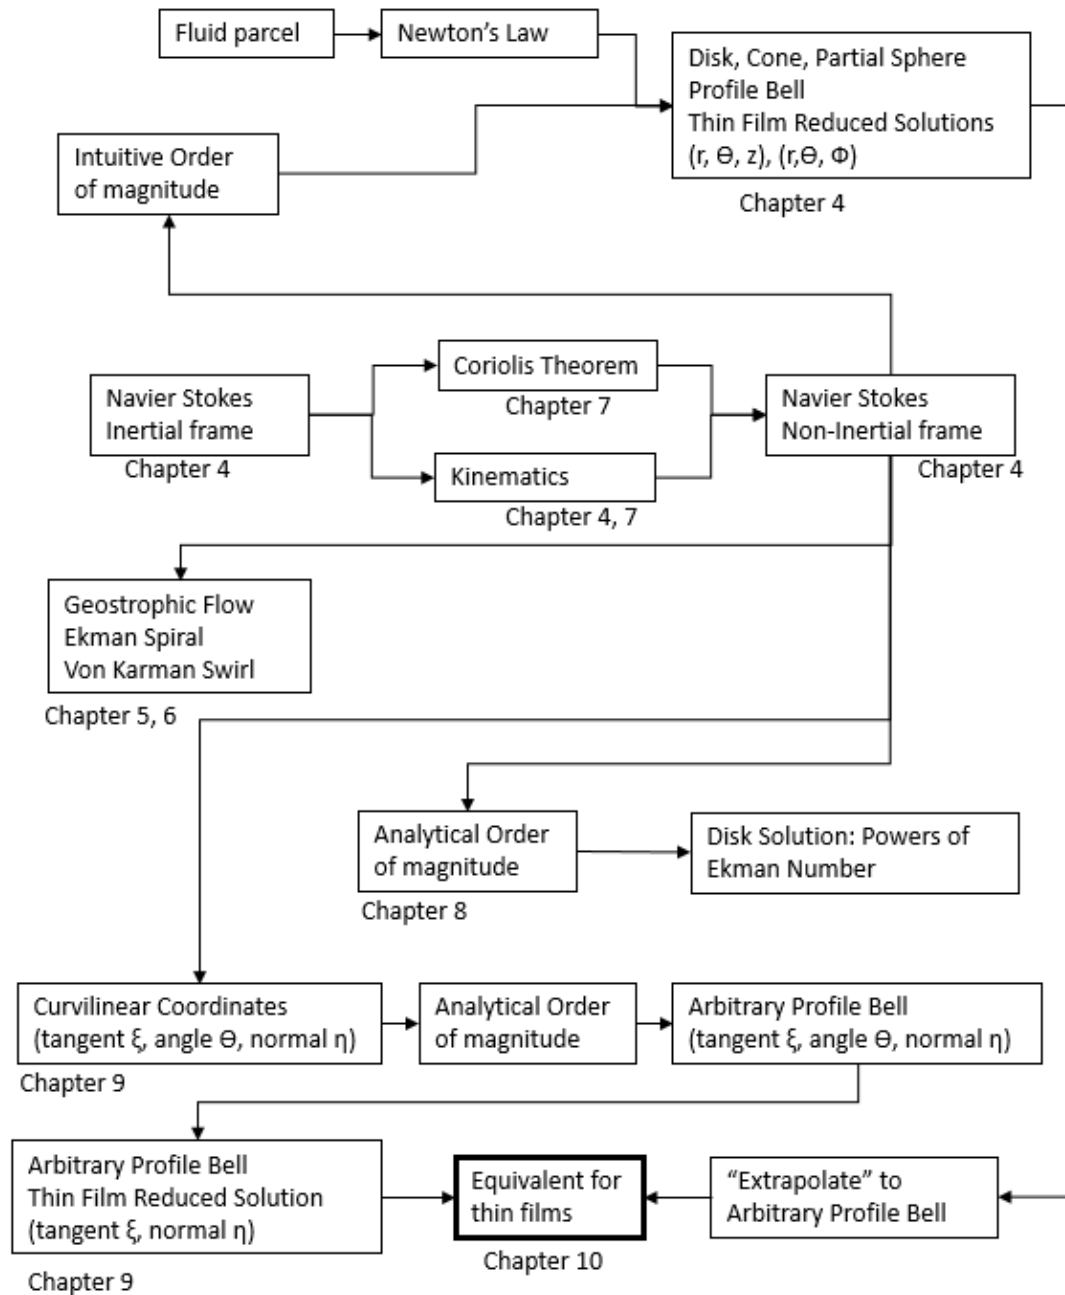 Fluid parcel
Newton's Law
Disk, Cone, Partial Sphere
Profile Bell
Thin Film Reduced Solutions
(r, Ɵ, z), (r,Ɵ, Φ)
Chapter 4
Intuitive Order
of magnitude
Coriolis Theorem
Chapter 7
Navier Stokes
Inertial frame
Chapter 4
Navier Stokes
Non-Inertial frame
Chapter 4
Kinematics
Chapter 4, 7
Geostrophic Flow
Ekman Spiral
Von Karman Swirl
Chapter 5, 6
Analytical Order
of magnitude
Chapter 8
Disk Solution: Powers of
Ekman Number
Curvilinear Coordinates
(tangent ξ, angle Ɵ, normal η)
Chapter 9
Analytical Order
of magnitude
Arbitrary Profile Bell
(tangent ξ, angle Ɵ, normal η)
Arbitrary Profile Bell
Thin Film Reduced Solution
(tangent ξ, normal η)
Chapter 9
Equivalent for
thin films
Chapter 10
“Extrapolate” to
Arbitrary Profile Bell